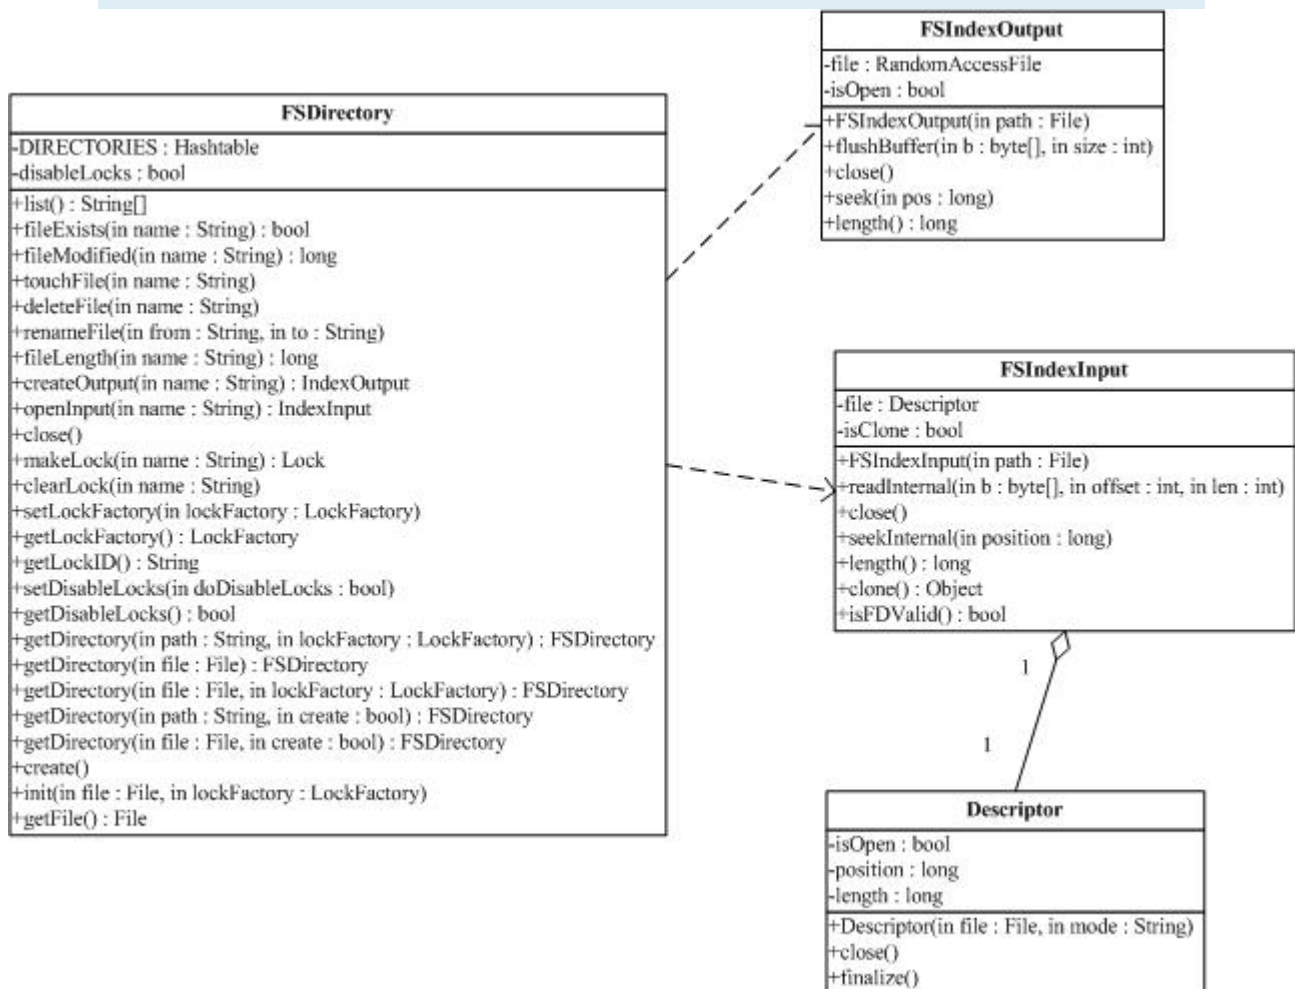 FSDirectory
-DIRECTORIES : Hashtable
-disableLocks : bool
+list() : String[]
+fileExists(in name : String) : bool
+fileModified(in name : String) : long
+touchFile(in name : String)
+deleteFile(in name : String)
+renameFile(in from : String, in to : String)
+fileLength(in name : String) : long
+createOutput(in name : String) : IndexOutput
+openInput(in name : String) : IndexInput
+close()
+makeLock(in name : String) : Lock
+clearLock(in name : String)
+setLockFactory(in lockFactory : LockFactory)
+getLockFactory() : LockFactory
+getLockID() : String
+setDisableLocks(in doDisableLocks : bool)
+getDisableLocks() : bool
+getDirectory(in path : String, in lockFactory : LockFactory) : FSDirectory
+getDirectory(in file : File) : FSDirectory
+getDirectory(in file : File, in lockFactory : LockFactory) : FSDirectory
+getDirectory(in path : String, in create : bool) : FSDirectory
+getDirectory(in file : File, in create : bool) : FSDirectory
+create()
+init(in file : File, in lockFactory : LockFactory)
+getFile() : File
FSIndexOutput
-file : RandomAccessFile
-isOpen : bool
+FSIndexOutput(in path : File)
+flushBuffer(in b : byte[], in size : int)
+close()
+seek(in pos : long)
+length() : long
FSIndexInput
-file : Descriptor
-isClone : bool
+FSIndexInput(in path : File)
+readInternal(in b : byte[], in offset : int, in len : int)
+close()
+seekInternal(in position : long)
+length() : long
+clone() : Object
+isFDValid() : bool
1
1
Descriptor
-isOpen : bool
-position : long
-length : long
+Descriptor(in file : File, in mode : String)
+close()
+finalize()